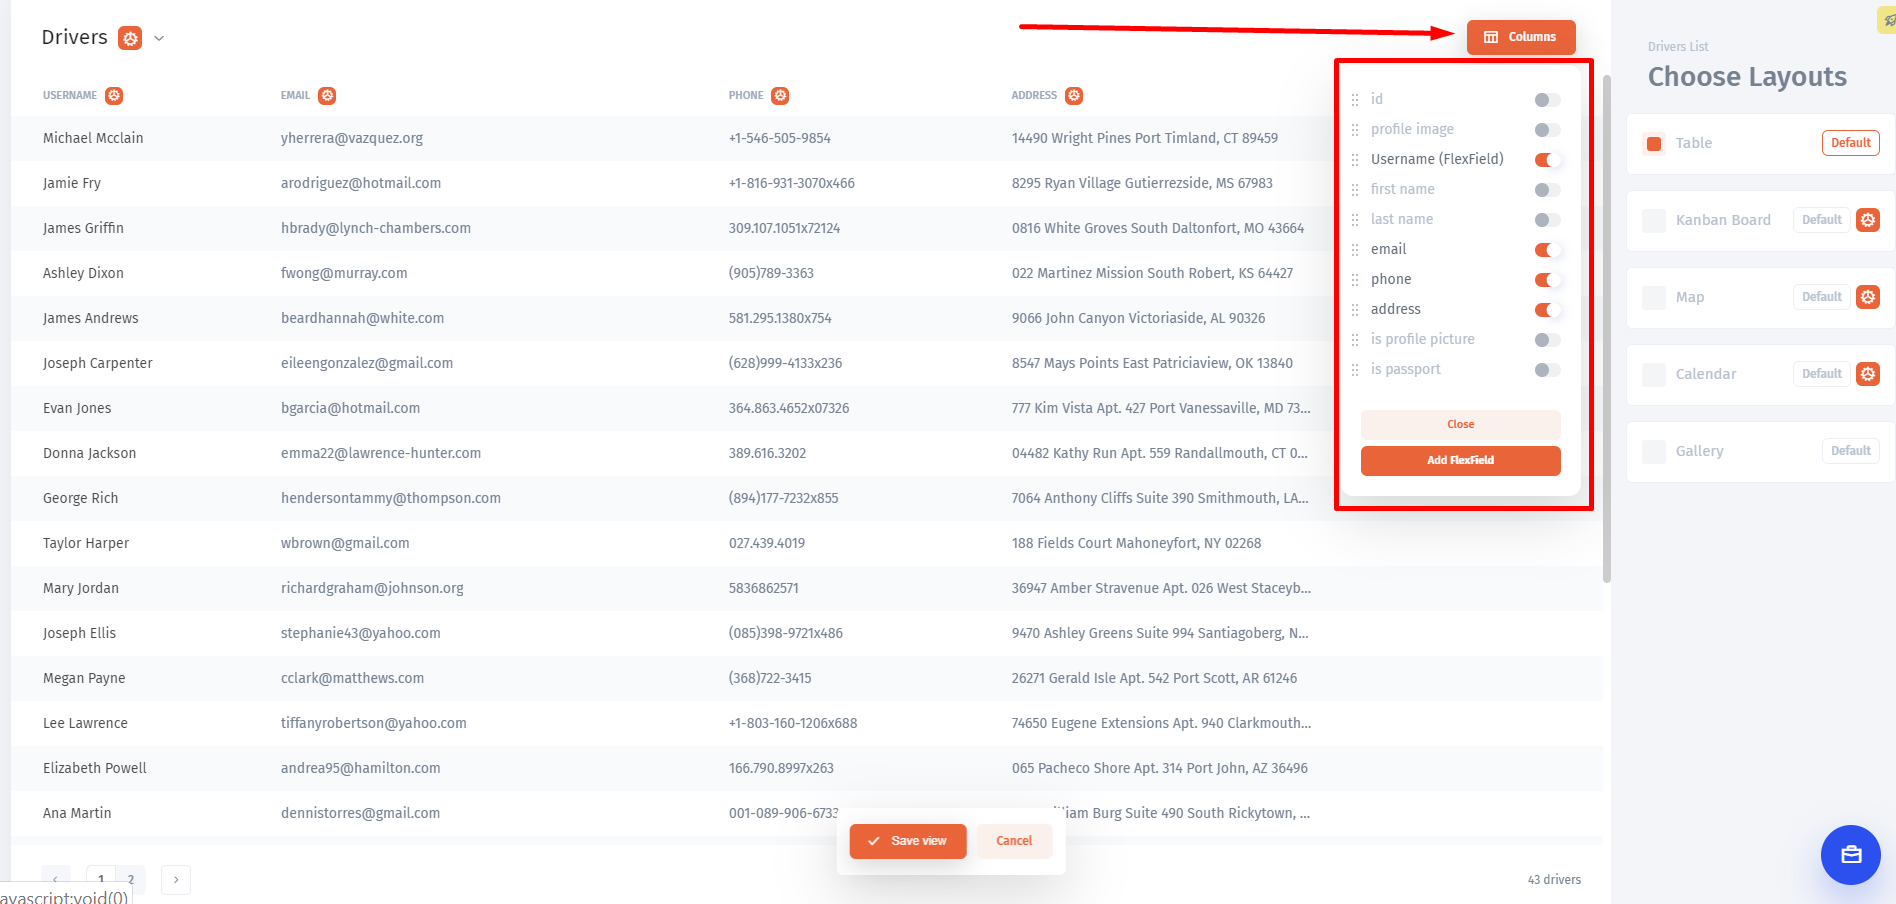 Drivers
Columns
USERNAME EMAIL PHONE ADDRESS
Michael Mcclain yherrera@vazquez.org +1-546-505-9854 14490 Wright Pines Port Timland, CT 89459
Jamie Fry arodriguez@hotmail.com +1-816-931-3070x466 8295 Ryan Village Gutierrezside, MS 67983
James Griffin hbrady@lynch-chambers.com 309.107.1051x72124 0816 White Groves South Daltonfort, MO 43664
Ashley Dixon fwong@murray.com (905)789-3363 022 Martinez Mission South Robert, KS 64427
James Andrews beardhannah@white.com 581.295.1380x754 9066 John Canyon Victoriaside, AL 90326
Joseph Carpenter eileengonzalez@gmail.com (628)999-4133x236 8547 Mays Points East Patriciaview, OK 13840
Evan Jones bgarcia@hotmail.com 364.863.4652x07326 777 Kim Vista Apt. 427 Port Vanessaville, MD 73...
Donna Jackson emma22@lawrence-hunter.com 389.616.3202 04482 Kathy Run Apt. 559 Randallmouth, CT 0...
George Rich hendersontammy@thompson.com (894)177-7232x855 7064 Anthony Cliffs Suite 390 Smithmouth, LA...
Taylor Harper wbrown@gmail.com 027.439.4019 188 Fields Court Mahoneyfort, NY 02268
Mary Jordan richardgraham@johnson.org 5836862571 36947 Amber Stravenue Apt. 026 West Staceyb...
Joseph Ellis stephanie43@yahoo.com (085)398-9721x486 9470 Ashley Greens Suite 994 Santiagoberg, N...
Megan Payne cclark@matthews.com (368)722-3415 26271 Gerald Isle Apt. 542 Port Scott, AR 61246
Lee Lawrence tiffanyrobertson@yahoo.com +1-803-160-1206x688 74650 Eugene Extensions Apt. 940 Clarkmouth...
Elizabeth Powell andrea95@hamilton.com 166.790.8997x263 065 Pacheco Shore Apt. 314 Port John, AZ 36496
Ana Martin dennistorres@gmail.com 001-089-906-6733 Burg Suite 490 South Rickytown, ...
id
profile image
Username (FlexField)
first name
last name
email
phone
address
is profile picture
is passport
Close
Add FlexField
Drivers List
Choose Layouts
Table Default
Kanban Board Default
Map Default
Calendar Default
Gallery Default
Save view Cancel
1 2
43 drivers
avascript:void(0)